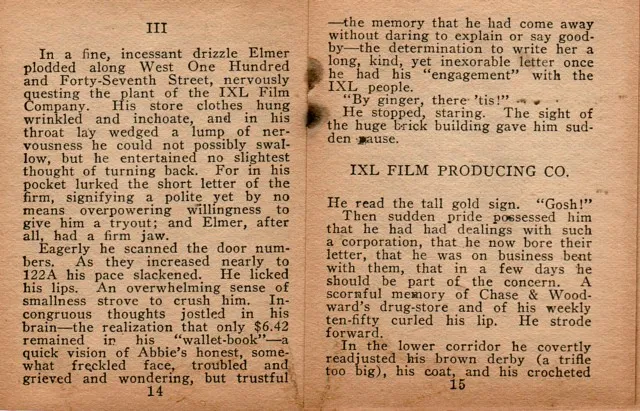 III
In a fine, incessant drizzle Elmer
plodded along West One Hundred
and Forty-Seventh Street, nervously
questing the plant of the IXL Film
Company. His store clothes hung
wrinkled and inchoate, and in his
throat lay wedged a lump of ner-
vousness he could not possibly swal-
low, but he entertained no slightest
thought of turning back. For in his
pocket lurked the short letter of the
firm, signifying a polite yet by no
means overpowering willingness to
give him a tryout; and Elmer, after
all, had a firm jaw.
Eagerly he scanned the door num-
bers. As they increased nearly to
122A his pace slackened. He licked
his lips. An overwhelming sense of
smallness strove to crush him. In-
congruous thoughts jostled in his
brain—the realization that only $6.42
remained in his "wallet-book"—a
quick vision of Abbie's honest, some-
what freckled face, troubled and
grieved and wondering, but trustful
14
—the memory that he had come away
without daring to explain or say good-
by—the determination to write her a
long, kind, yet inexorable letter once
he had his "engagement" with the
IXL people.
"By ginger, there 'tis!"
He stopped, staring. The sight of
the huge brick building gave him sud-
den pause.
IXL FILM PRODUCING CO.
He read the tall gold sign. "Gosh!"
Then sudden pride possessed him
that he had had dealings with such
a corporation, that he now bore their
letter, that he was on business bent
with them, that in a few days he
should be part of the concern. A
scornful memory of Chase & Wood-
ward's drug-store and of his weekly
ten-fifty curled his lip. He strode
forward.
In the lower corridor he covertly
readjusted his brown derby (a trifle
too big), his coat, and his crocheted
15